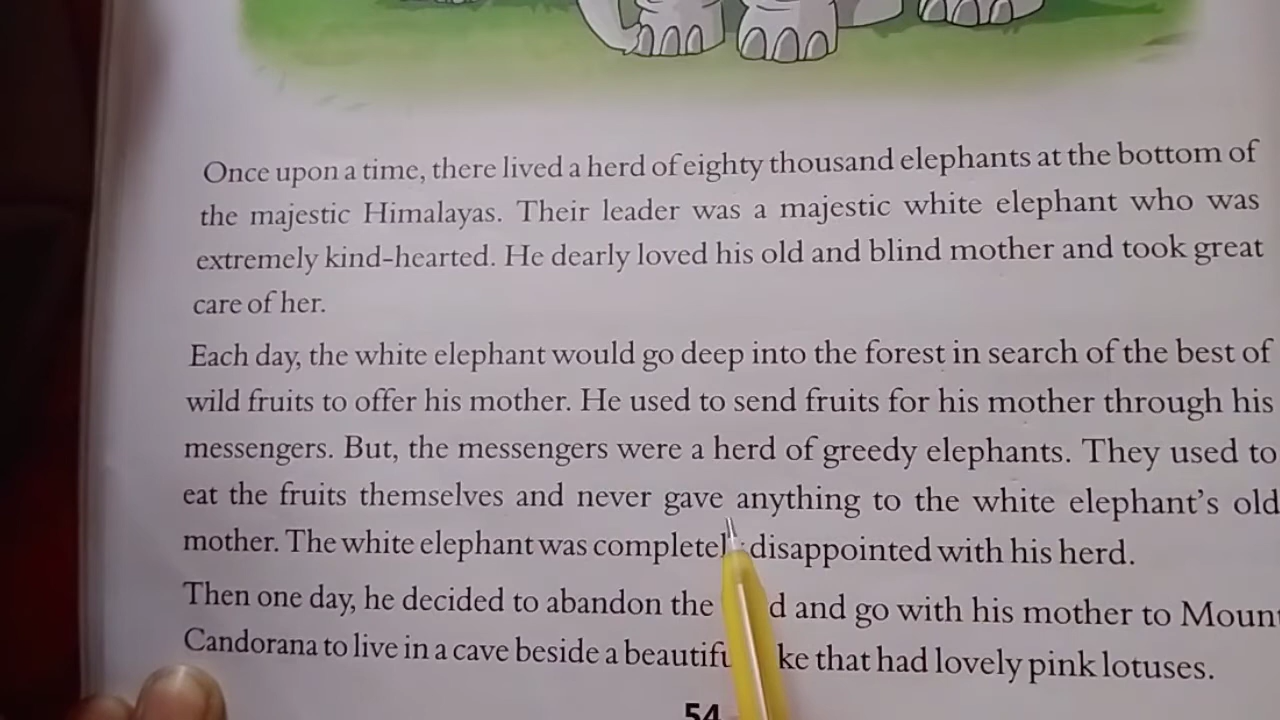 Once upon a time, there lived a herd of eighty thousand elephants at the bottom of
the majestic Himalayas. Their leader was a majestic white elephant who was
extremely kind-hearted. He dearly loved his old and blind mother and took great
care of her.
Each day, the white elephant would go deep into the forest in search of the best of
wild fruits to offer his mother. He used to send fruits for his mother through his
messengers. But, the messengers were a herd of greedy elephants. They used to
eat the fruits themselves and never gave anything to the white elephant's old
mother. The white elephant was completely disappointed with his herd.
Then one day, he decided to abandon the and go with his mother to Mount
Candorana to live in a cave beside a beautiful that had lovely pink lotuses.
54